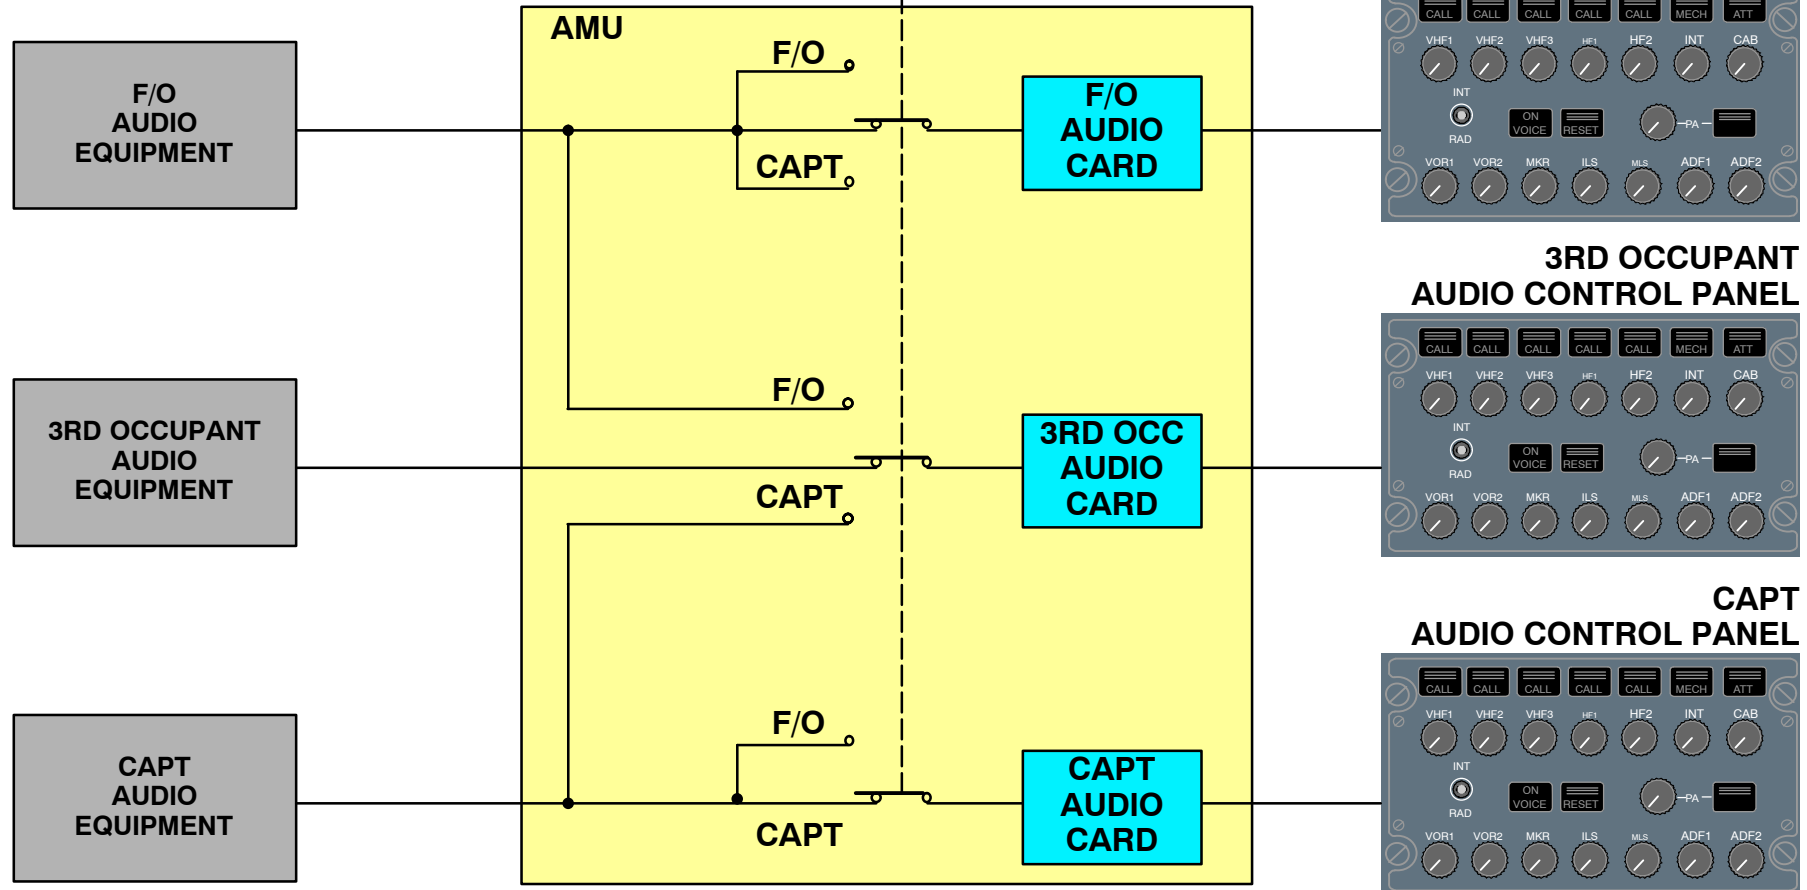 AMU
F/O
AUDIO
EQUIPMENT
F/O
CAPT
F/O
AUDIO
CARD
CALL CALL CALL CALL CALL MECH ATT
VHF1 VHF2 VHF3 HF1 HF2 INT CAB
INT
RAD
ON
VOICE
RESET
PA
VOR1 VOR2 MKR ILS MLS ADF1 ADF2
3RD OCCUPANT
AUDIO CONTROL PANEL
3RD OCCUPANT
AUDIO
EQUIPMENT
F/O
CAPT
3RD OCC
AUDIO
CARD
CALL CALL CALL CALL CALL MECH ATT
VHF1 VHF2 VHF3 HF1 HF2 INT CAB
INT
RAD
ON
VOICE
RESET
PA
VOR1 VOR2 MKR ILS MLS ADF1 ADF2
CAPT
AUDIO CONTROL PANEL
CAPT
AUDIO
EQUIPMENT
F/O
CAPT
CAPT
AUDIO
CARD
CALL CALL CALL CALL CALL MECH ATT
VHF1 VHF2 VHF3 HF1 HF2 INT CAB
INT
RAD
ON
VOICE
RESET
PA
VOR1 VOR2 MKR ILS MLS ADF1 ADF2